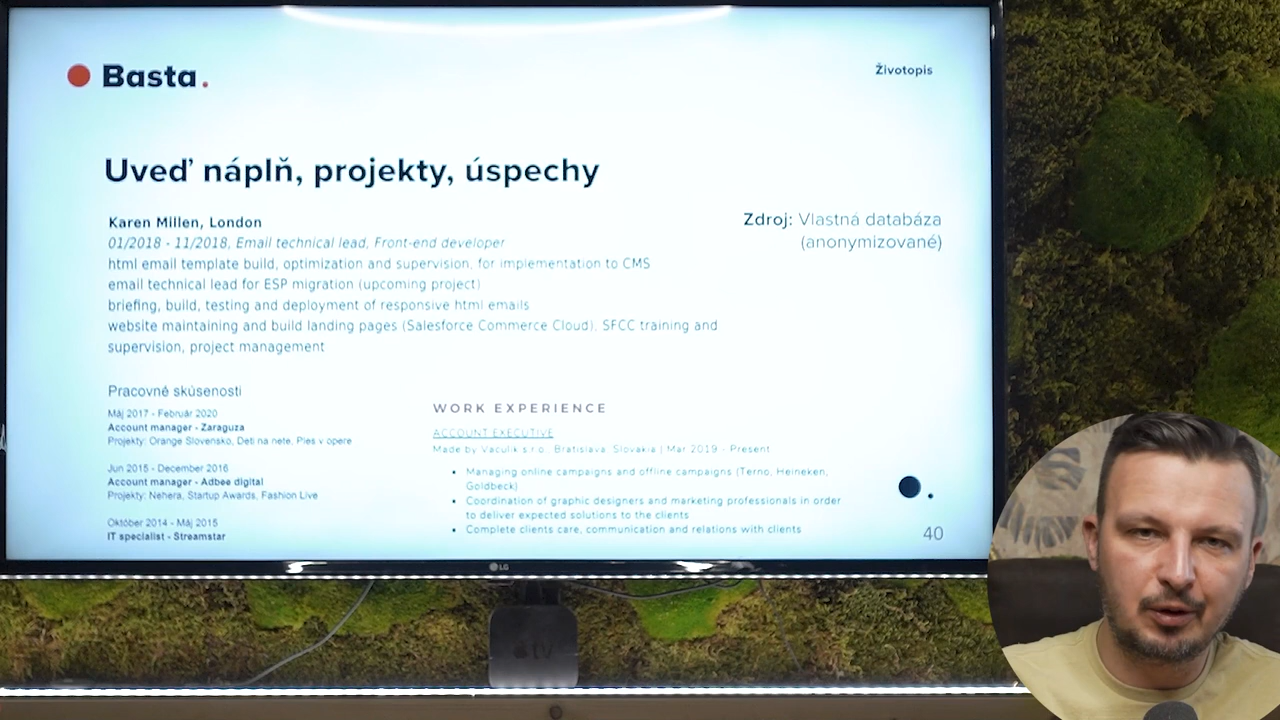 Basta.
Životopis
Uveď náplň, projekty, úspechy
Karen Millen, London
01/2018 - 11/2018, Email technical lead, Front-end developer
html email template build, optimization and supervision, for implementation to CMS
email technical lead for ESP migration (upcoming project)
briefing, build, testing and deployment of responsive html emails
website maintaining and build landing pages (Salesforce Commerce Cloud), SFCC training and
supervision, project management
Zdroj: Vlastná databáza
(anonymizované)
Pracovné skúsenosti
Máj 2017 - Február 2020
Account manager - Zaraguza
Projekty: Orange Slovensko, Deti na nete, Ples v opere
Jun 2015 - December 2016
Account manager - Adbee digital
Projekty: Nehera, Startup Awards, Fashion Live
Október 2014 - Máj 2015
IT specialist - Streamstar
WORK EXPERIENCE
ACCOUNT EXECUTIVE
Made by Vaculik s.r.o. Bratislava, Slovakia | Mar 2019 - Present
• Managing online campaigns and offline campaigns (Terno, Heineken,
Goldbeck)
• Coordination of graphic designers and marketing professionals in order
to deliver expected solutions to the clients
• Complete clients care, communication and relations with clients
40
LG
tv